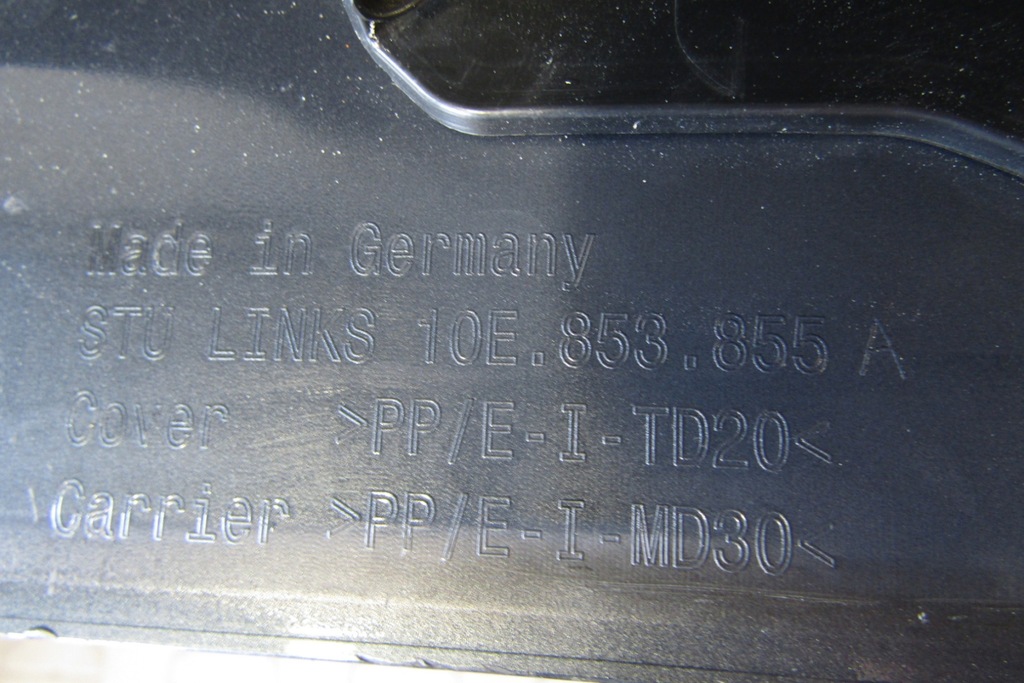 Made in Germany
STU LINKS 10E.853.855 A
Cover >PP/E-I-TD20<
Carrier >PP/E-I-MD30<